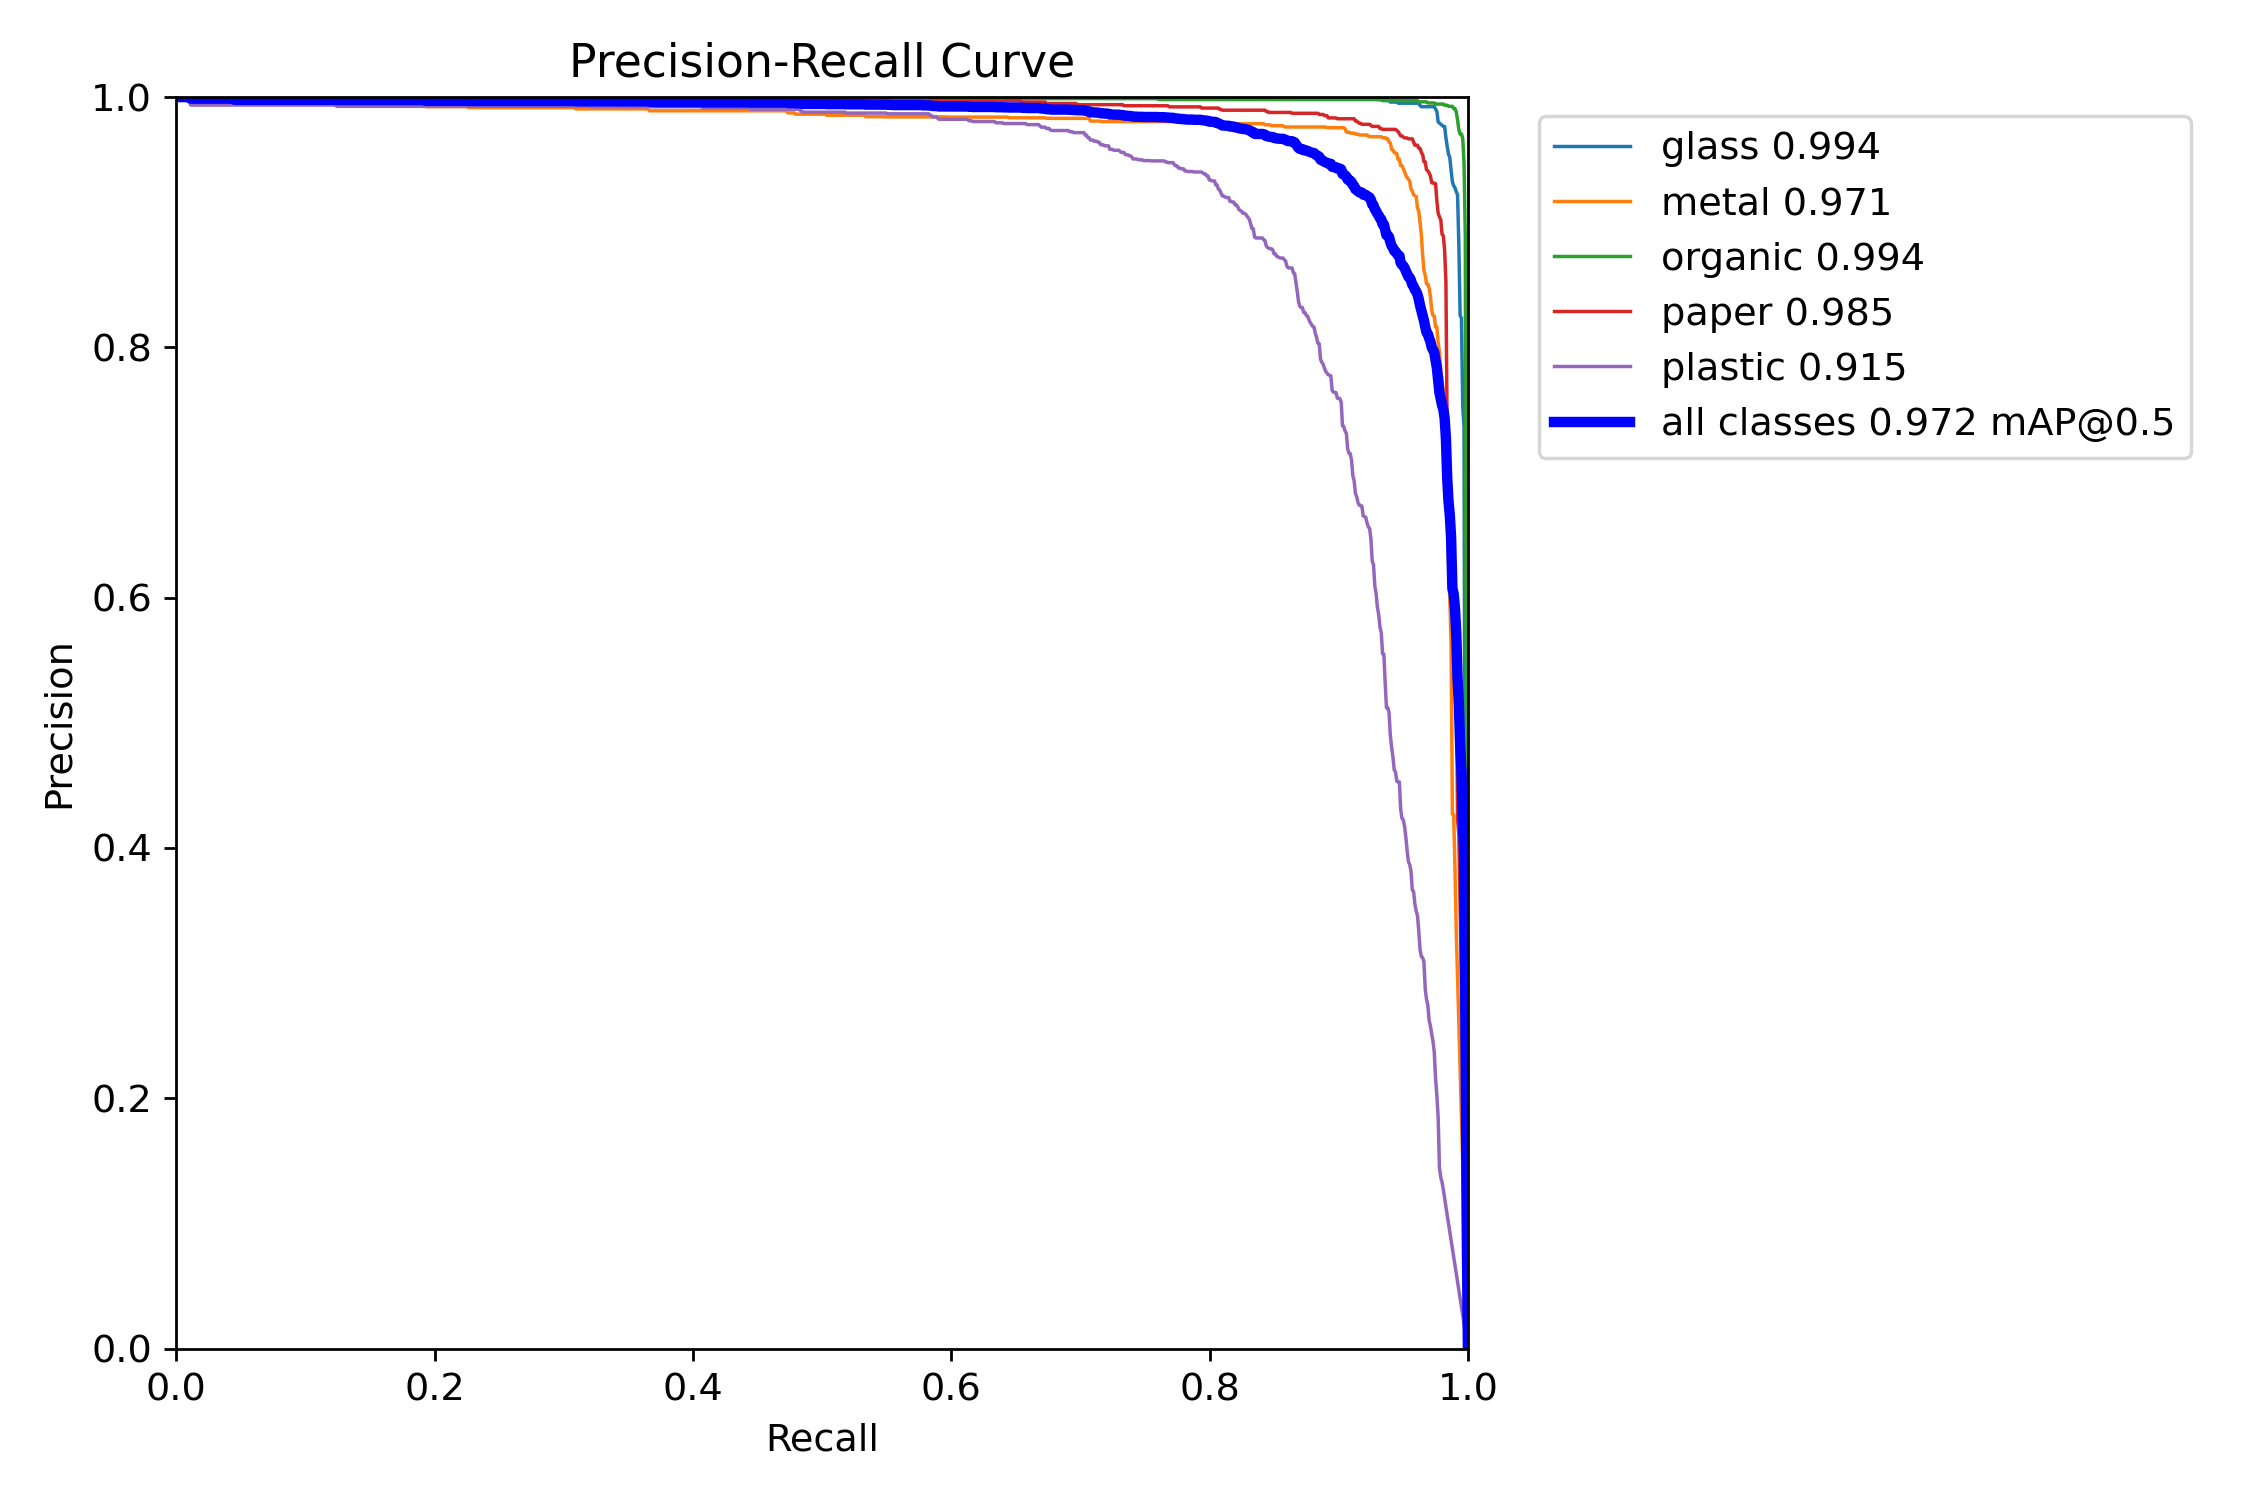 Precision-Recall Curve
1.0
0.8
0.6
0.4
0.2
0.0
Precision
0.0 0.2 0.4 0.6 0.8 1.0
Recall
glass 0.994
metal 0.971
organic 0.994
paper 0.985
plastic 0.915
all classes 0.972 mAP@0.5